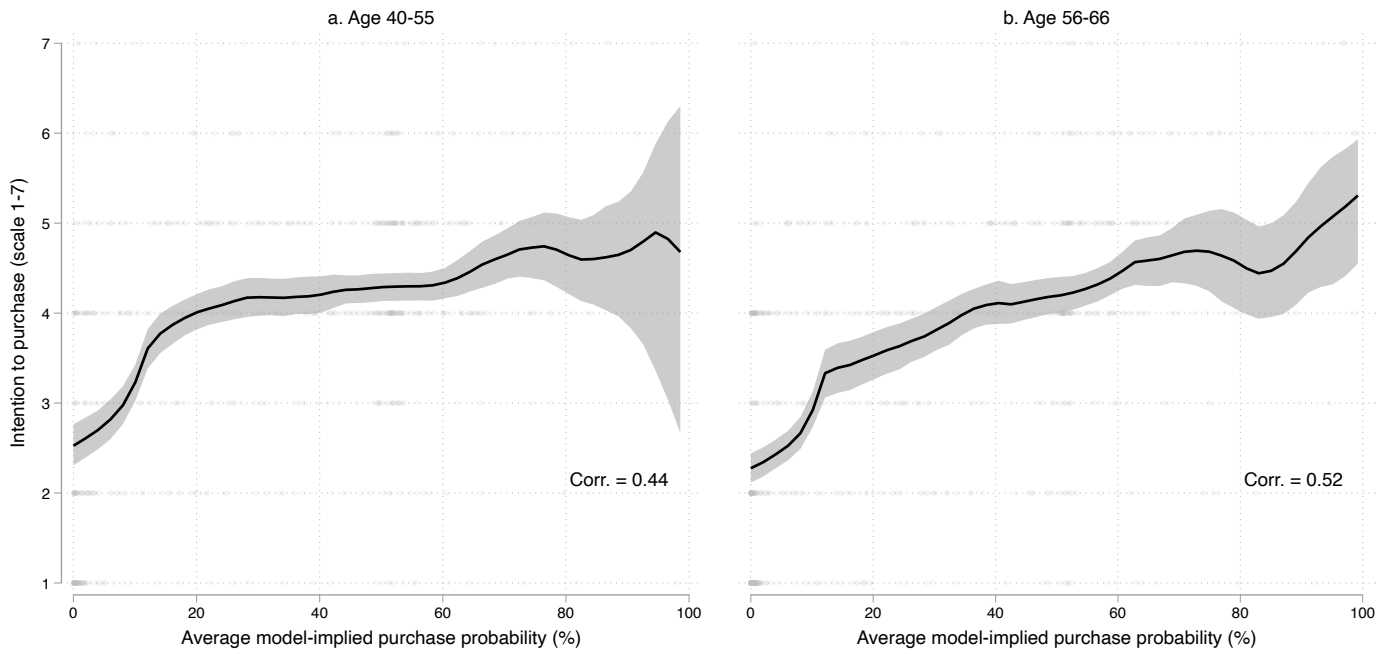 a. Age 40-55
b. Age 56-66
Intention to purchase (scale 1-7)
7
6
5
4
3
2
1
Corr. = 0.44
Corr. = 0.52
0 20 40 60 80 100
0 20 40 60 80 100
Average model-implied purchase probability (%)
Average model-implied purchase probability (%)